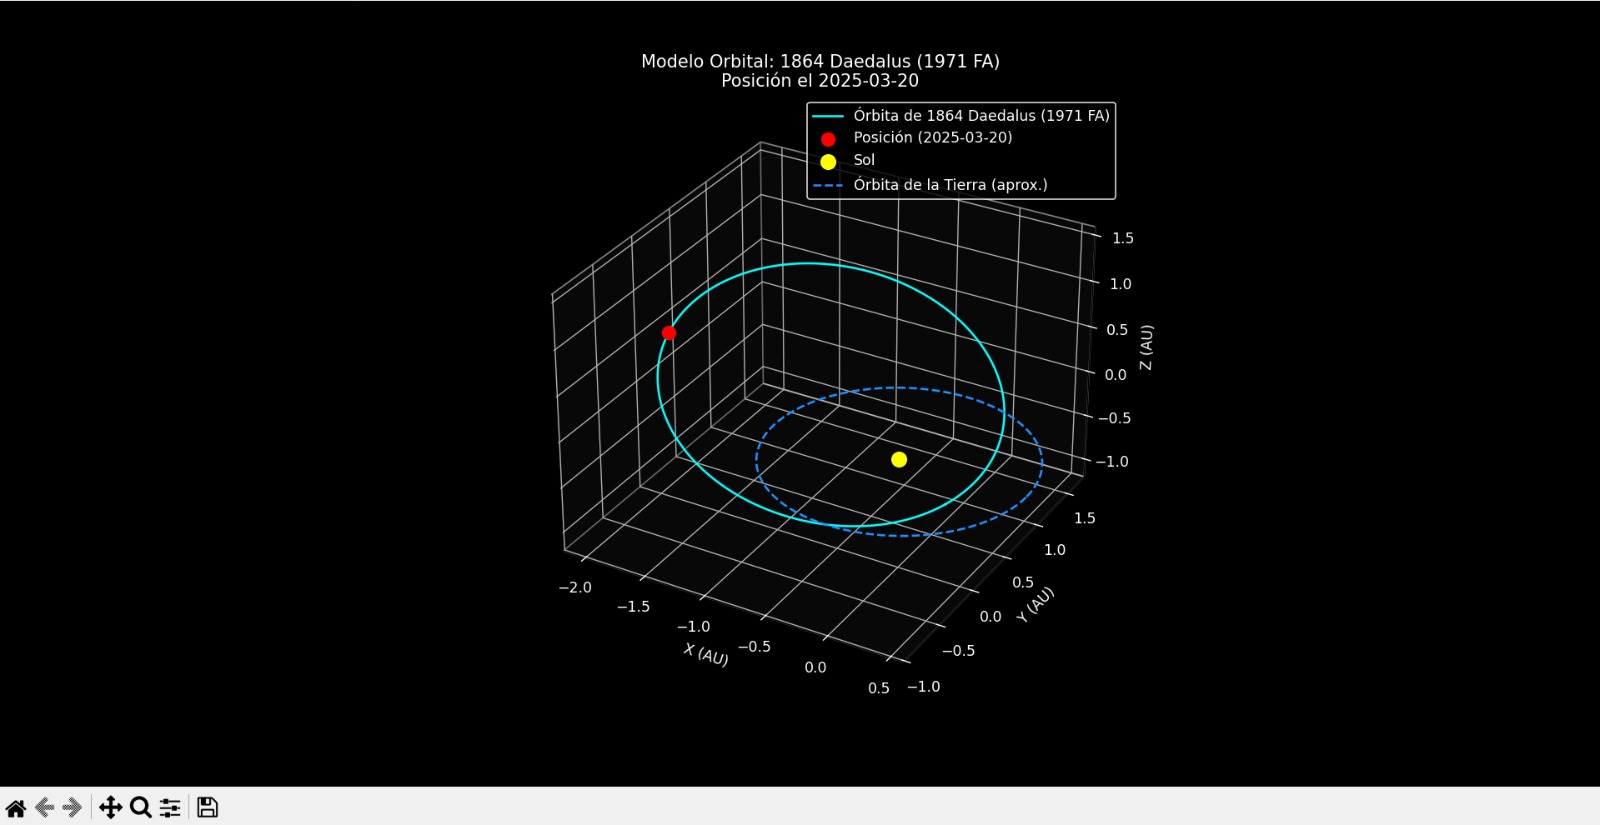 Modelo Orbital: 1864 Daedalus (1971 FA)
Posición el 2025-03-20
Órbita de 1864 Daedalus (1971 FA)
Posición (2025-03-20)
Sol
Órbita de la Tierra (aprox.)
1.5
1.0
0.5
0.0
−0.5
−1.0
Z (AU)
1.5
1.0
0.5
0.0
−0.5
−1.0
Y (AU)
−2.0
−1.5
−1.0
−0.5
0.0
0.5
X (AU)